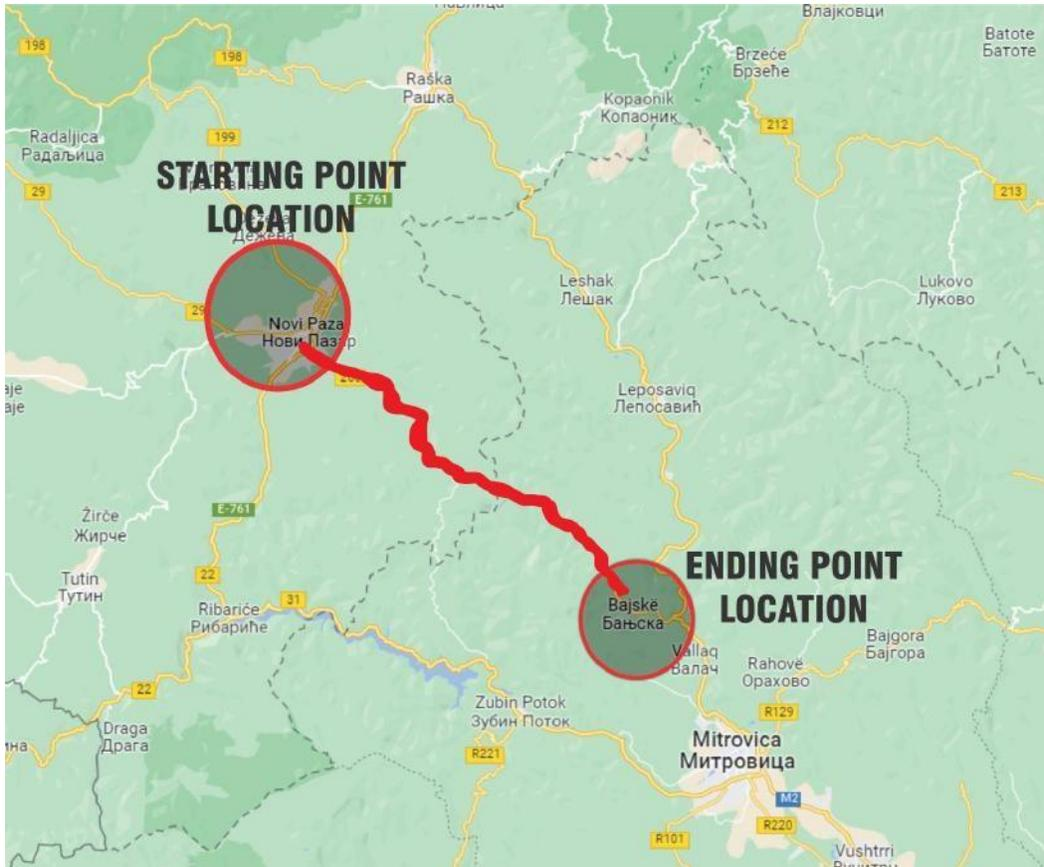 Влајковци
Batote
Батоте
198
198
Brzeće
Брзеће
Raška
Рашка
Kopaonik
Копаоник
Radaljica
Радаљица
199
212
29
STARTING POINT
LOCATION
E-761
213
Дежева
Leshak
Лешак
Lukovo
Луково
29
Novi Paza
Нови Пазар
Leposaviq
Лепосавић
E-761
Žirče
Жирче
Tutin
Тутин
22
31
Ribariće
Рибариће
ENDING POINT
LOCATION
Bajskë
Бањска
Bajgora
Бајгора
Vallaq
Валач
Rahovë
Орахово
22
Zubin Potok
Зубин Поток
R129
Draga
Драга
R221
Mitrovica
Митровица
M2
R220
R101
Vushtrri